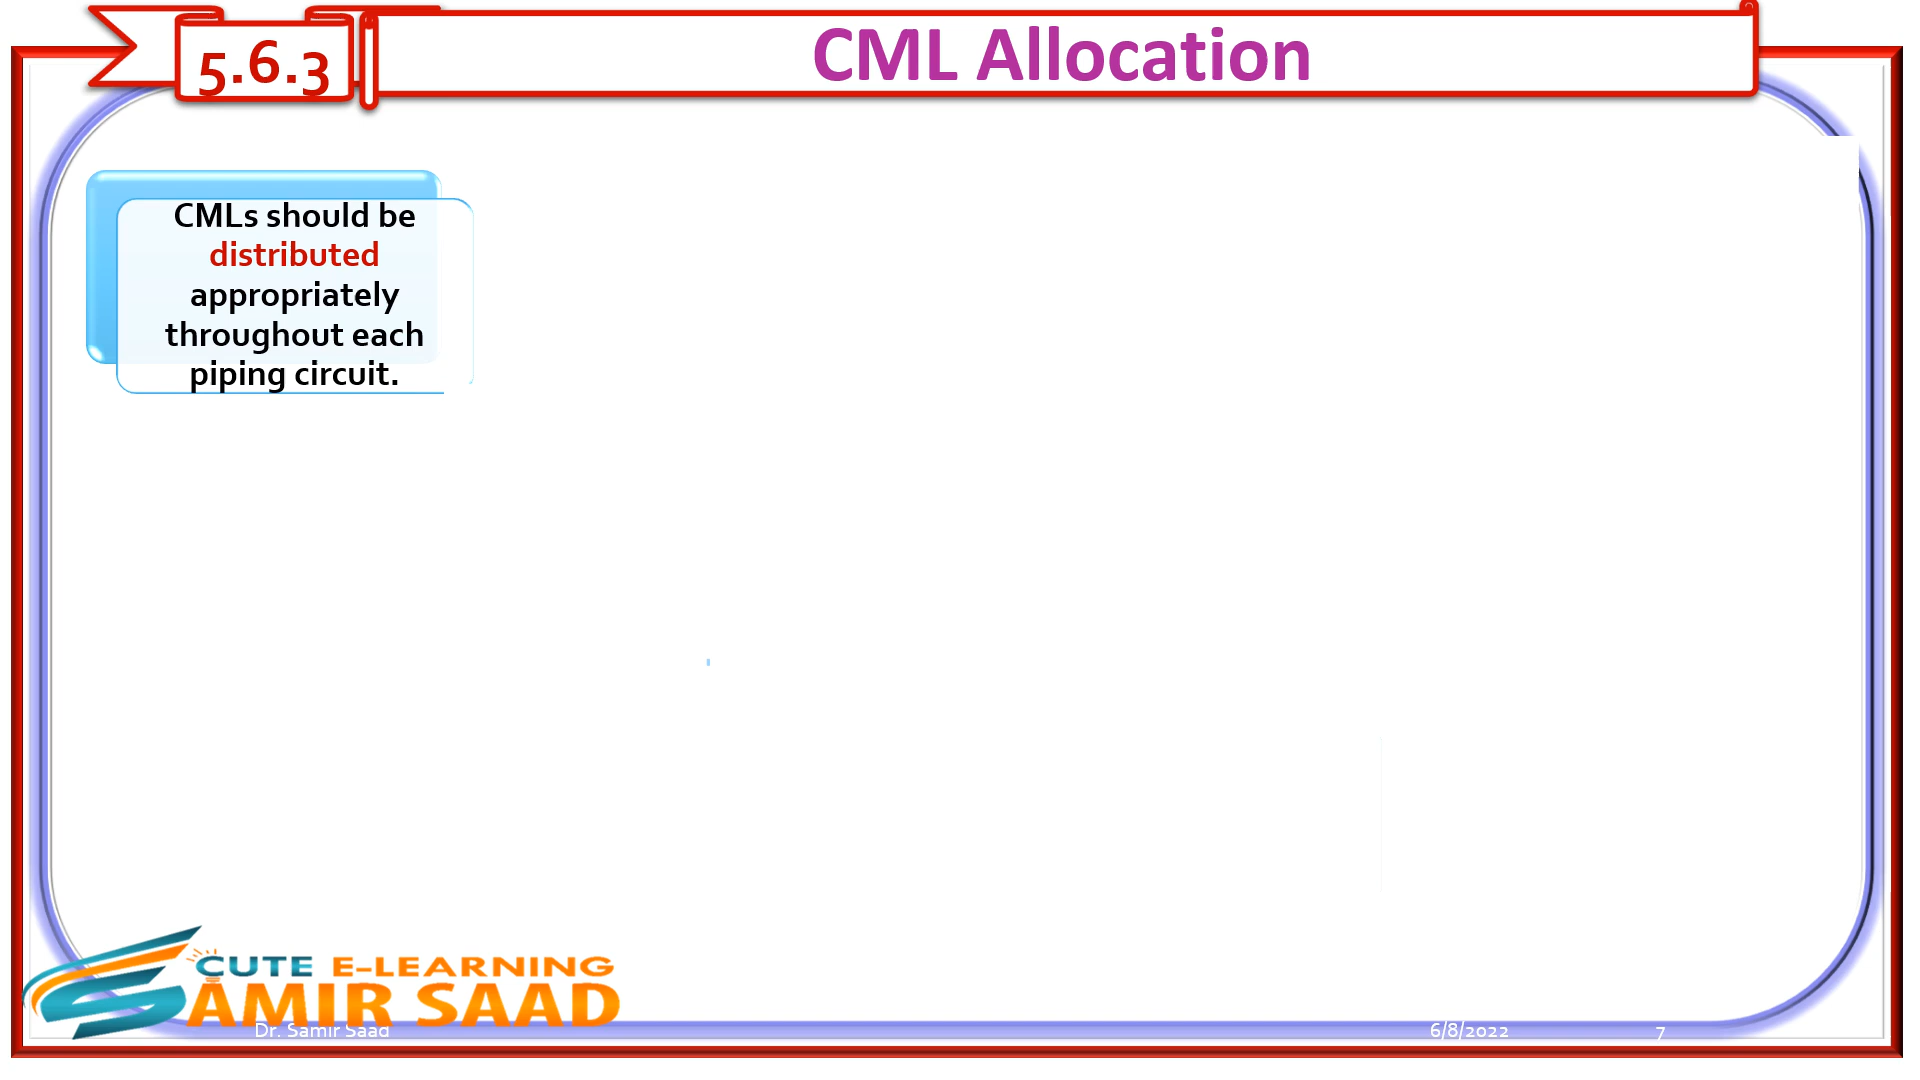 5.6.3
CML Allocation
CMLs should be
distributed
appropriately
throughout each
piping circuit.
CUTE E-LEARNING
SAMIR SAAD
Dr. Samir Saad
6/8/2022
7